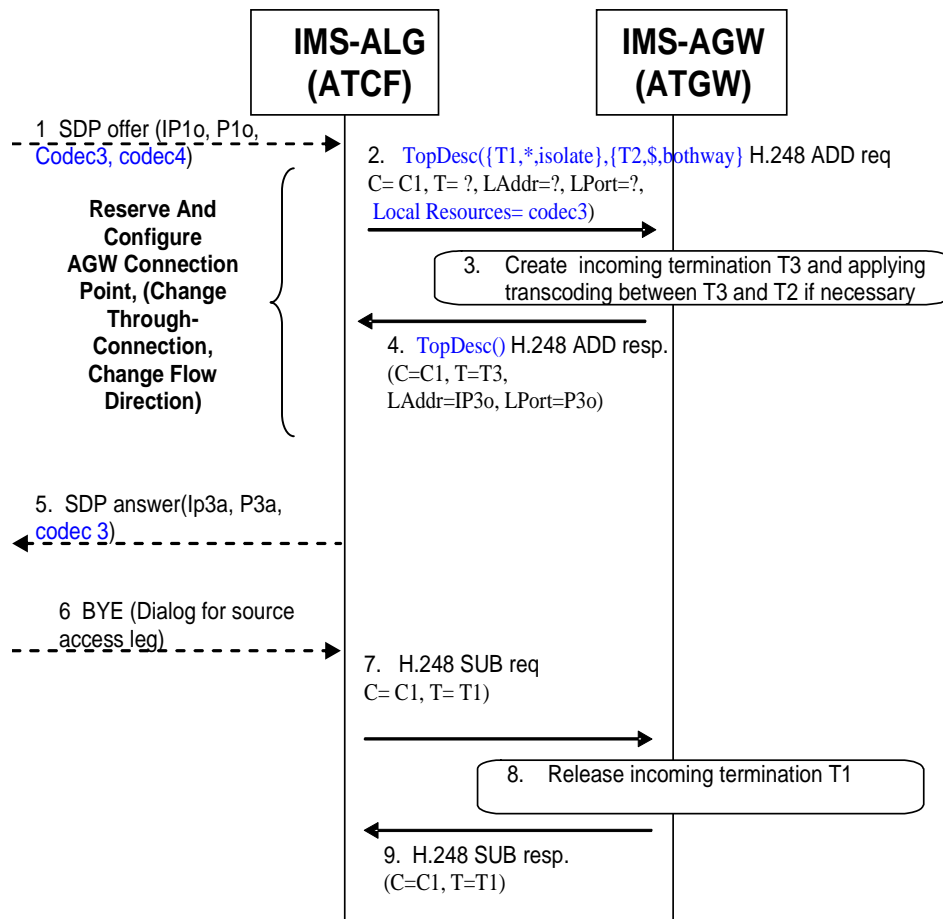 IMS-ALG
(ATCF)
IMS-AGW
(ATGW)
1 SDP offer (IP1o, P1o,
Codec3, codec4)
2. TopDesc({T1,*,isolate},{T2,$,bothway} H.248 ADD req
C= C1, T= ?, LAddr=?, LPort=?,
Local Resources= codec3)
Reserve And
Configure
AGW Connection
Point, (Change
Through-
Connection,
Change Flow
Direction)
3. Create incoming termination T3 and applying
transcoding between T3 and T2 if necessary
4. TopDesc() H.248 ADD resp.
(C=C1, T=T3,
LAddr=IP3o, LPort=P3o)
5. SDP answer(Ip3a, P3a,
codec 3)
6 BYE (Dialog for source
access leg)
7. H.248 SUB req
C= C1, T= T1)
8. Release incoming termination T1
9. H.248 SUB resp.
(C=C1, T=T1)